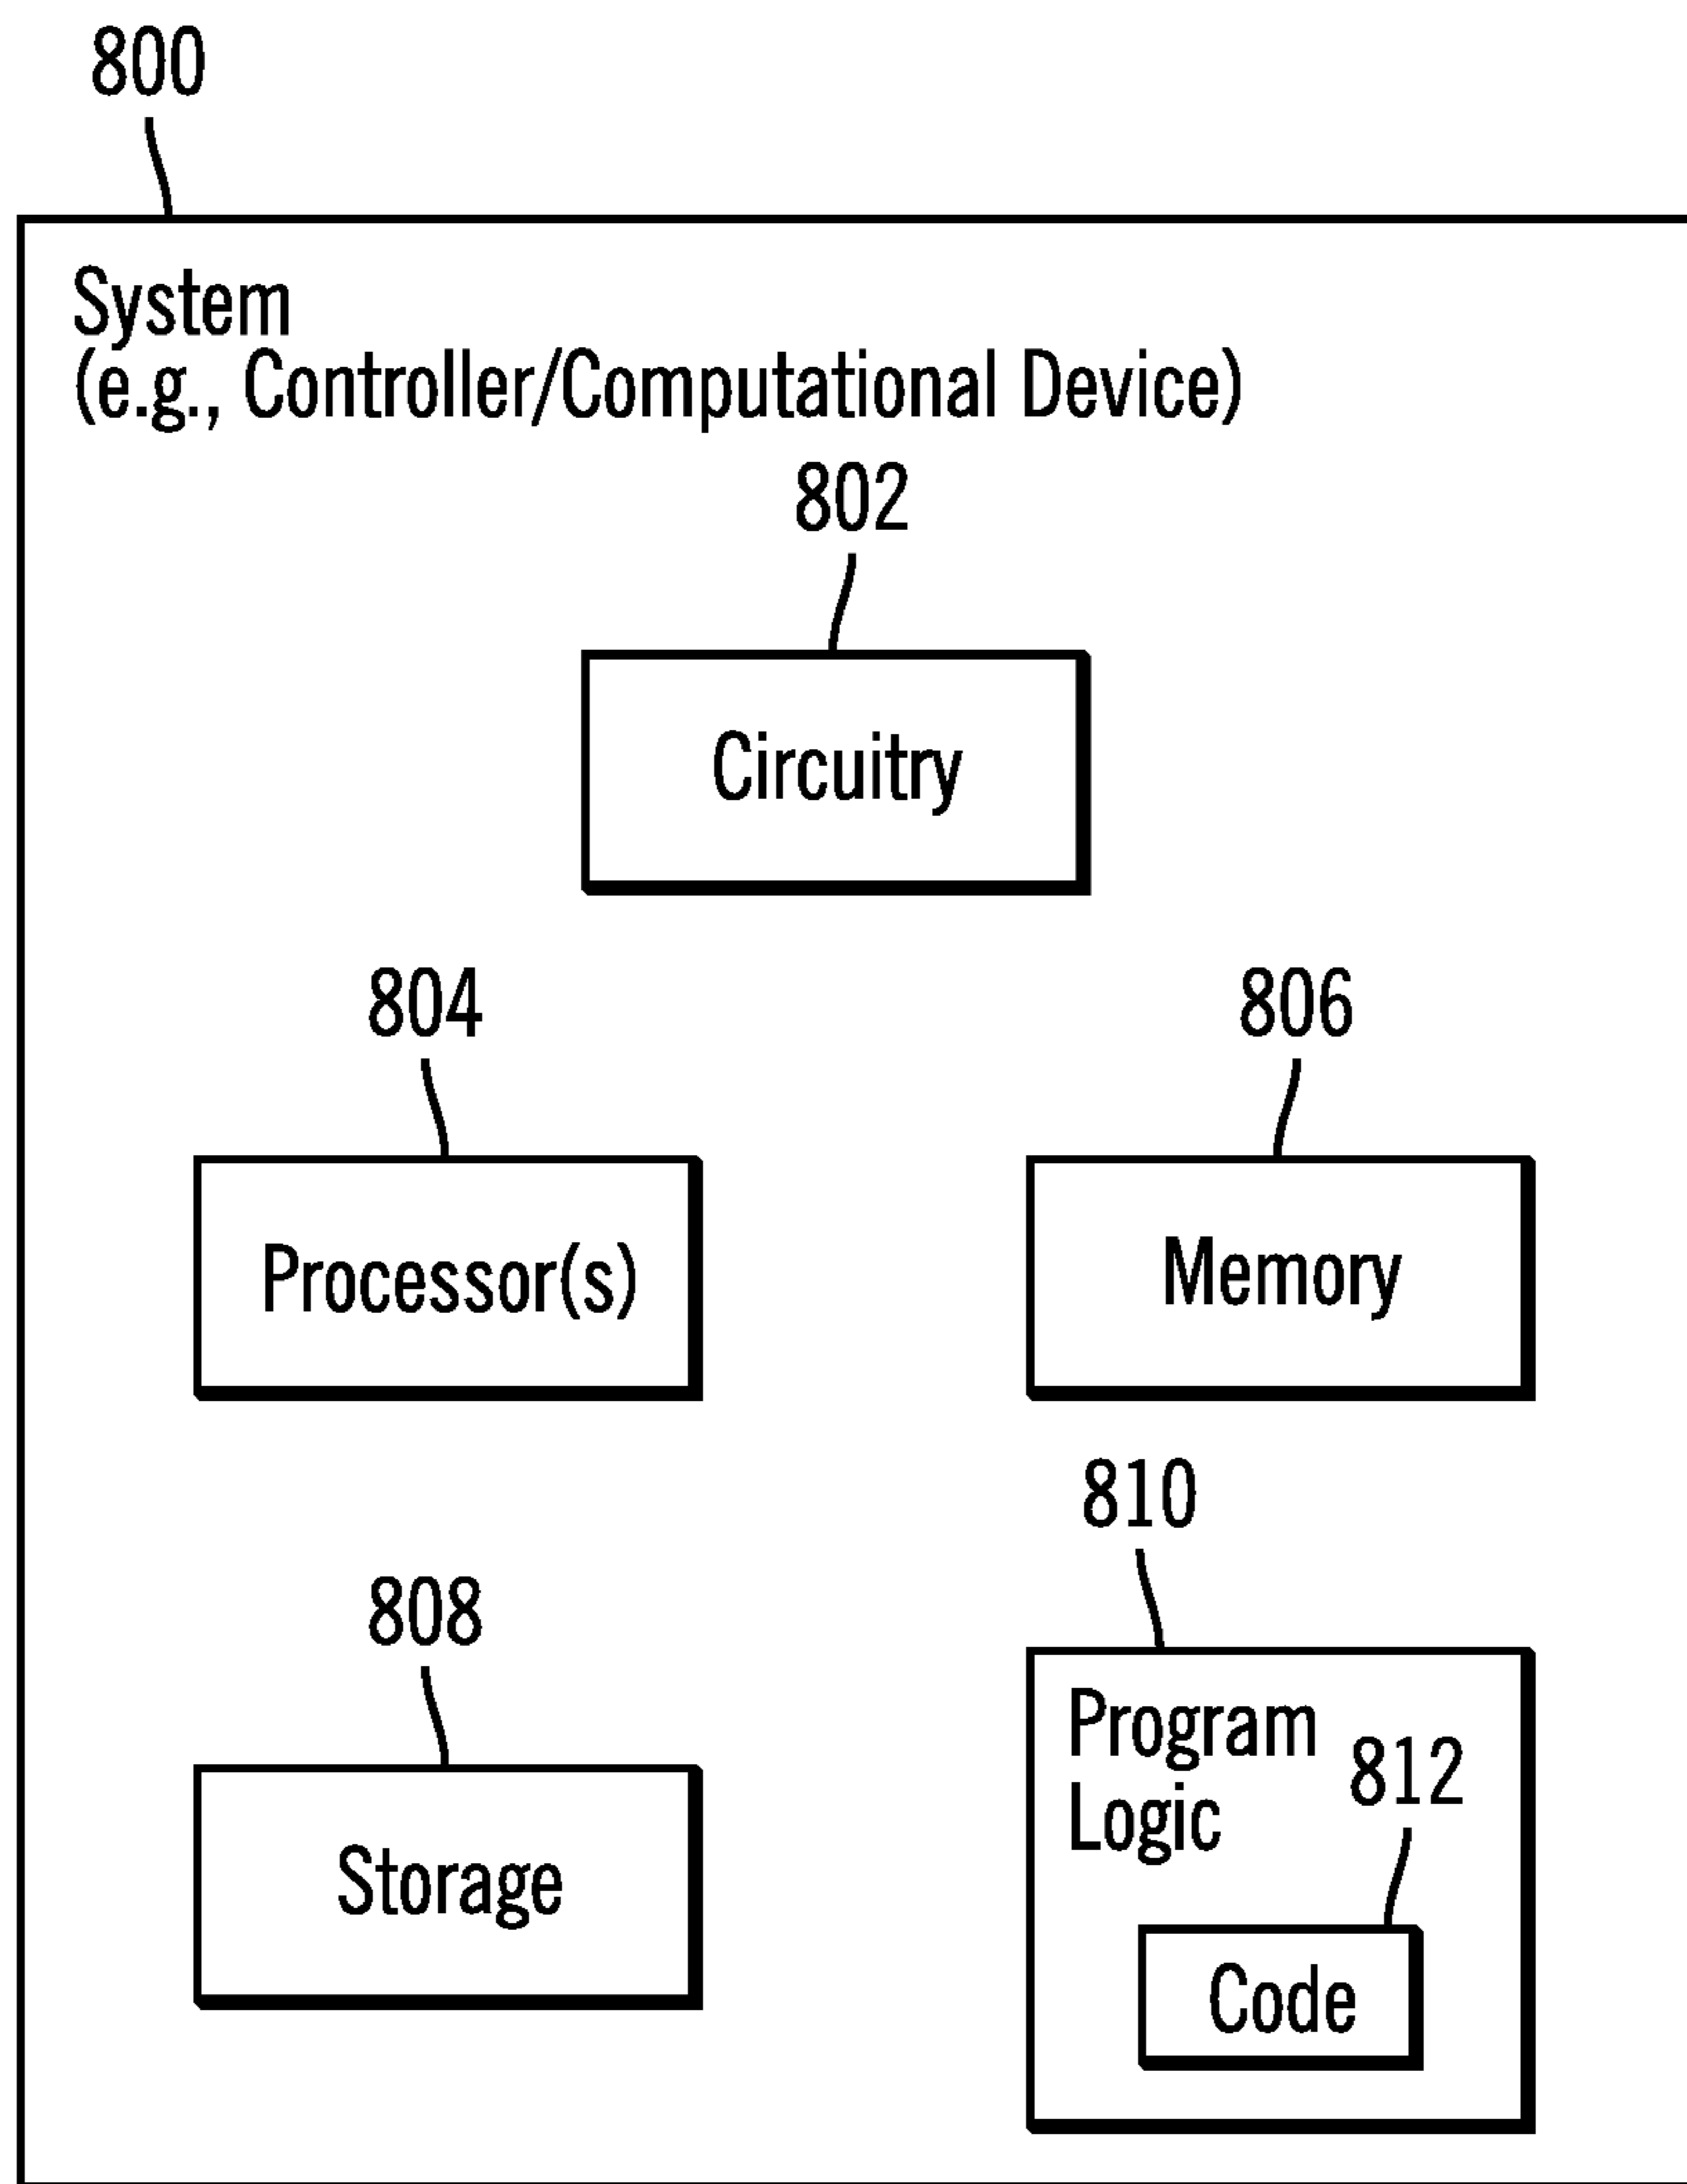 800
System
(e.g., Controller/Computational Device)
802
Circuitry
804
806
Processor(s)
Memory
810
808
Program
Logic
812
Storage
Code